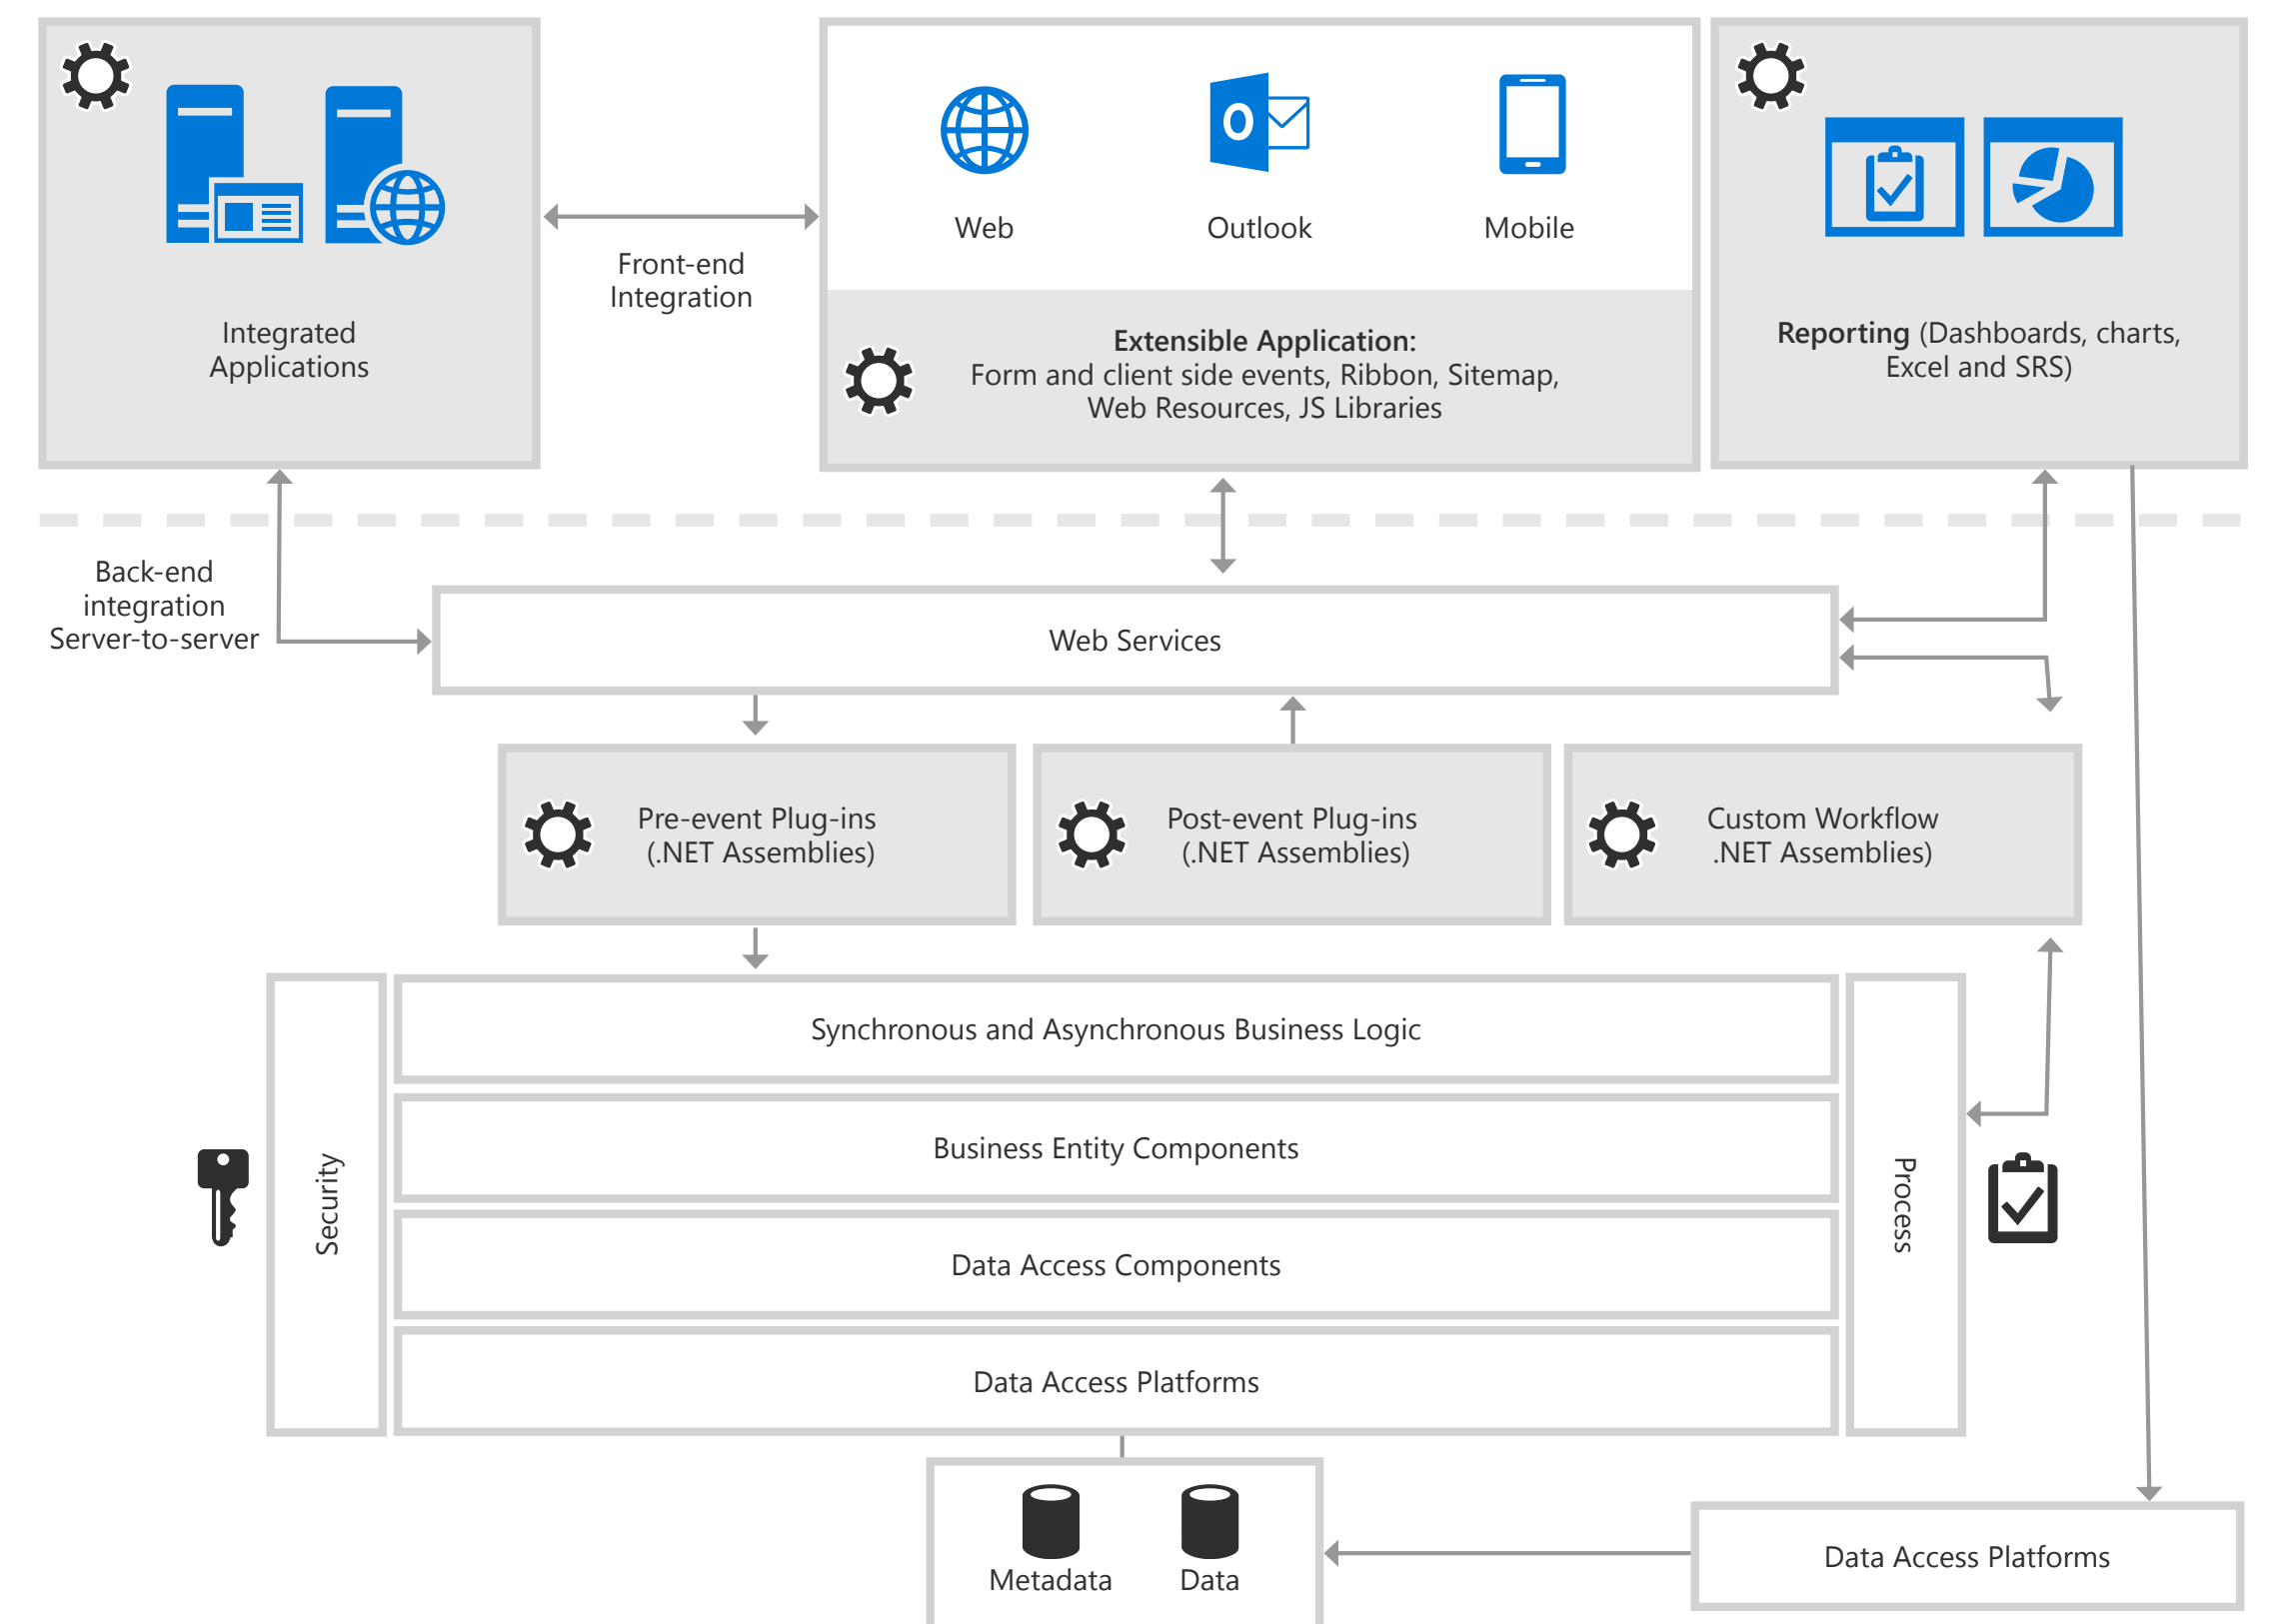 Web
Outlook
Mobile
Front-end
Integration
Integrated
Applications
Extensible Application:
Form and client side events, Ribbon, Sitemap,
Web Resources, JS Libraries
Reporting (Dashboards, charts,
Excel and SRS)
Back-end
integration
Server-to-server
Web Services
Pre-event Plug-ins
(.NET Assemblies)
Post-event Plug-ins
(.NET Assemblies)
Custom Workflow
.NET Assemblies)
Security
Synchronous and Asynchronous Business Logic
Business Entity Components
Data Access Components
Data Access Platforms
Process
Metadata
Data
Data Access Platforms